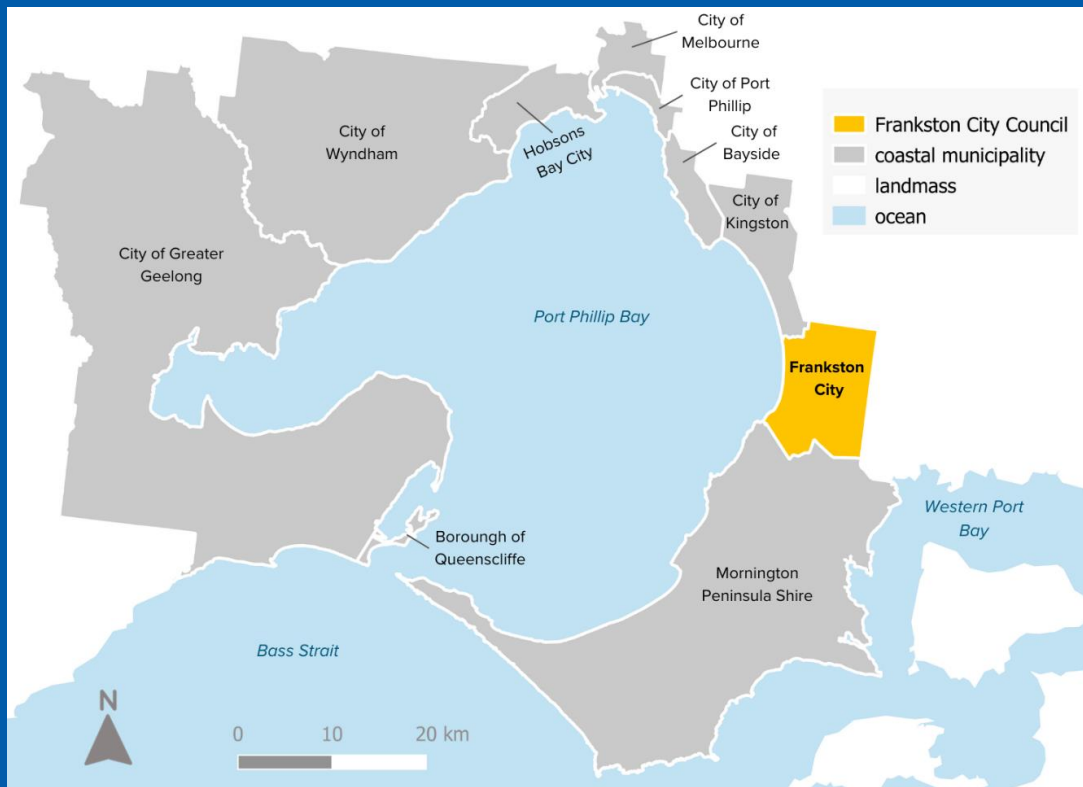 City of
Melbourne
City of Port
Phillip
City of
Bayside
Hobsons
Bay City
City of
Wyndham
City of
Kingston
City of Greater
Geelong
Port Phillip Bay
Frankston
City
Borough of
Queenscliffe
Mornington
Peninsula Shire
Western Port
Bay
Bass Strait
N
0 10 20 km
Frankston City Council
coastal municipality
landmass
ocean